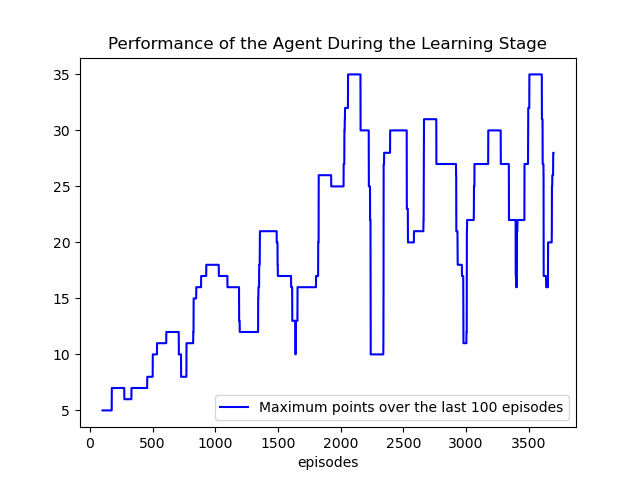 Performance of the Agent During the Learning Stage
35
30
25
20
15
10
5
Maximum points over the last 100 episodes
0 500 1000 1500 2000 2500 3000 3500
episodes